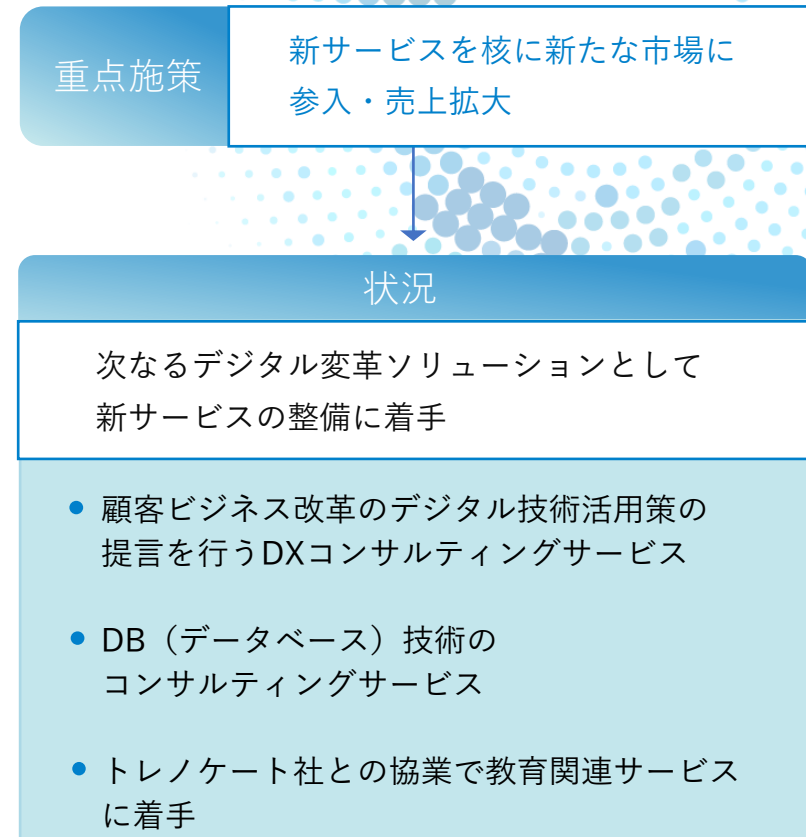 重点施策
新サービスを核に新たな市場に
参入・売上拡大
状況
次なるデジタル変革ソリューションとして
新サービスの整備に着手
● 顧客ビジネス改革のデジタル技術活用策の
提言を行うDXコンサルティングサービス
● DB（データベース）技術の
コンサルティングサービス
● トレノケート社との協業で教育関連サービス
に着手